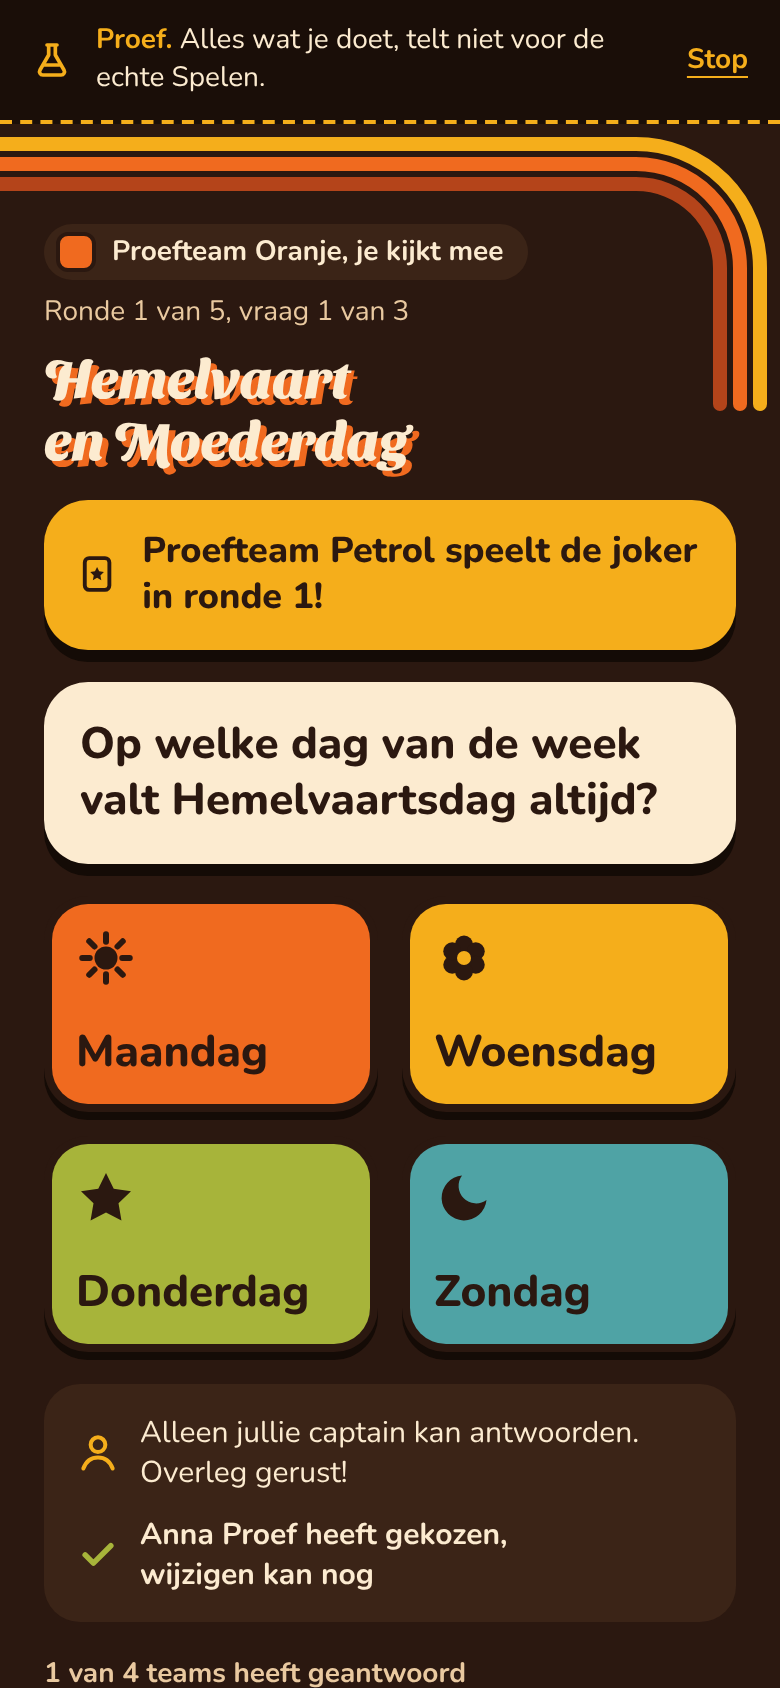 Proef. Alles wat je doet, telt niet voor de
echte Spelen.
Stop
Proefteam Oranje, je kijkt mee
Ronde 1 van 5, vraag 1 van 3
Hemelvaart
en Moederdag
Proefteam Petrol speelt de joker
in ronde 1!
Op welke dag van de week
valt Hemelvaartsdag altijd?
Maandag
Woensdag
Donderdag
Zondag
Alleen jullie captain kan antwoorden.
Overleg gerust!
Anna Proef heeft gekozen,
wijzigen kan nog
1 van 4 teams heeft geantwoord